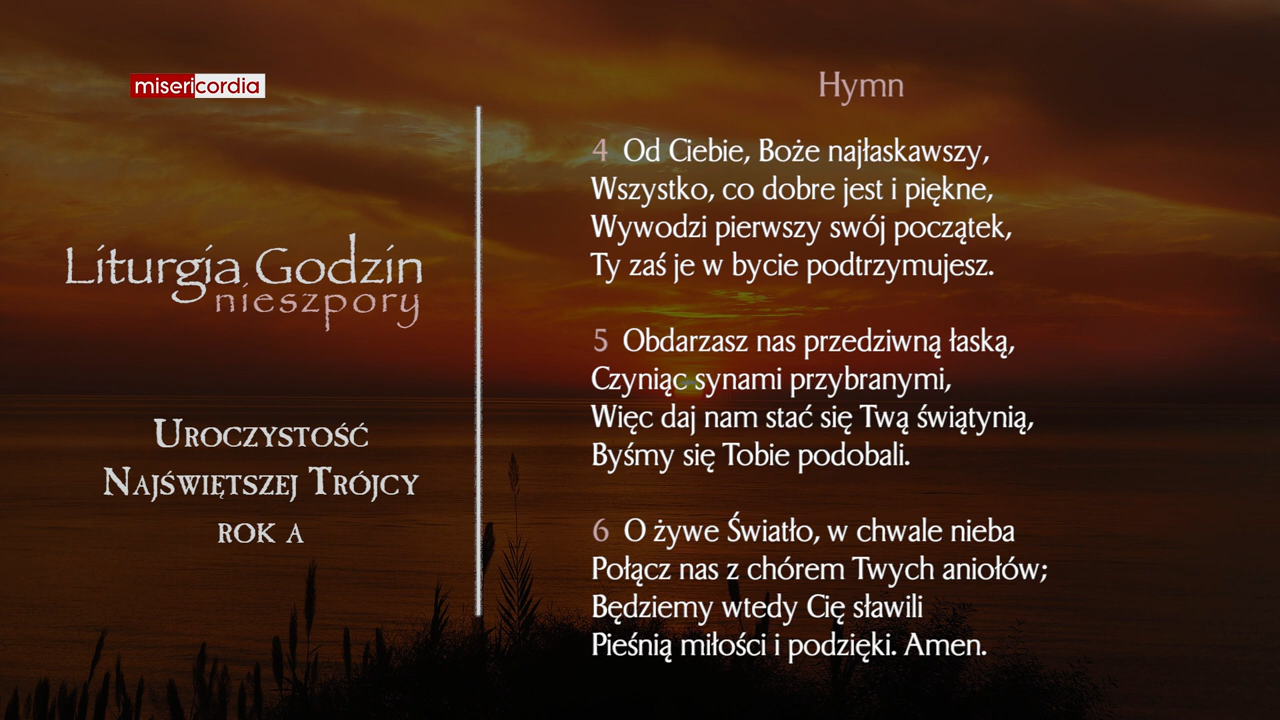 misericordia
Liturgia Godzin
nieszpory
Uroczystość
Najświętszej Trójcy
rok a
Hymn
4 Od Ciebie, Boże najłaskawszy,
Wszystko, co dobre jest i piękne,
Wywodzi pierwszy swój początek,
Ty zaś je w bycie podtrzymujesz.
5 Obdarzasz nas przedziwną łaską,
Czyniąc synami przybranymi,
Więc daj nam stać się Twą świątynią,
Byśmy się Tobie podobali.
6 O żywe Światło, w chwale nieba
Połącz nas z chórem Twych aniołów;
Będziemy wtedy Cię sławili
Pieśnią miłości i podzięki. Amen.